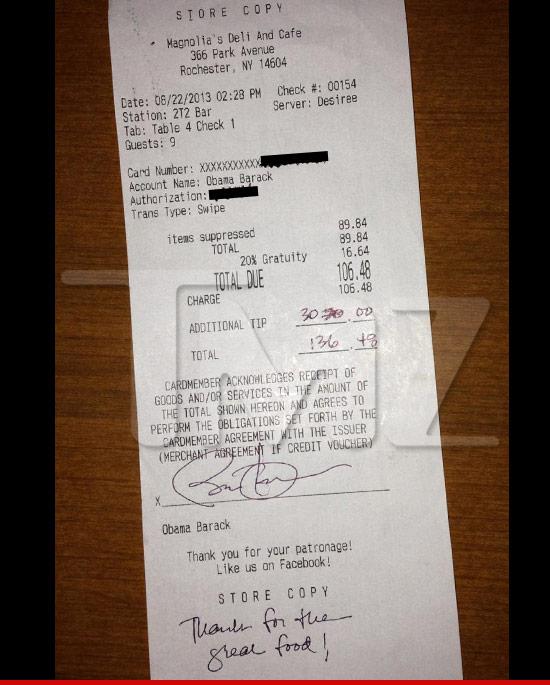 STORE COPY
Magnolia's Deli And Cafe
366 Park Avenue
Rochester, NY 14604
Date: 08/22/2013 02:28 PM Check #: 00154
Station: 2T2 Bar Server: Desiree
Tab: Table 4 Check 1
Guests: 9
Card Number: XXXXXXXXXXX
Account Name: Obama Barack
Authorization:
Trans Type: Swipe
items suppressed 89.84
TOTAL 89.84
20% Gratuity 16.64
TOTAL DUE 106.48
CHARGE 106.48
ADDITIONAL TIP 30.00
TOTAL 136.48
CARDMEMBER ACKNOWLEDGES RECEIPT OF
GOODS AND/OR SERVICES IN THE AMOUNT OF
THE TOTAL SHOWN HEREON AND AGREES TO
PERFORM THE OBLIGATIONS SET FORTH BY THE
CARDMEMBER AGREEMENT WITH THE ISSUER
(MERCHANT AGREEMENT IF CREDIT VOUCHER)
X
Obama Barack
Thank you for your patronage!
Like us on Facebook!
STORE COPY
Thanks for the
great food!
TMZ